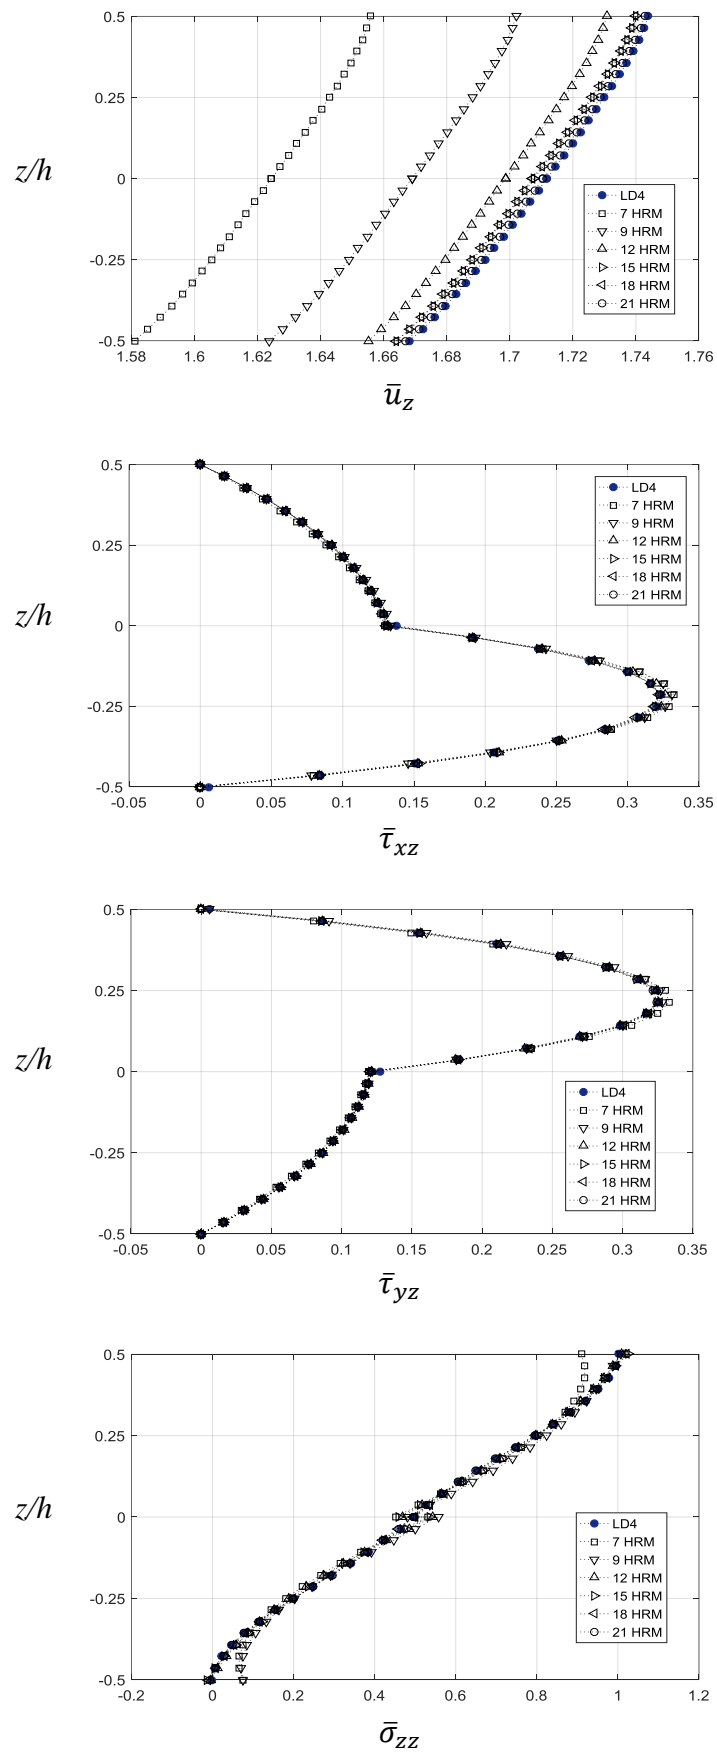 0.5
0.25
z/h
0
-0.25
-0.5
LD4
7 HRM
9 HRM
12 HRM
15 HRM
18 HRM
21 HRM
1.58 1.6 1.62 1.64 1.66 1.68 1.7 1.72 1.74 1.76
ū_z
0.5
0.25
z/h
0
-0.25
-0.5
LD4
7 HRM
9 HRM
12 HRM
15 HRM
18 HRM
21 HRM
-0.05 0 0.05 0.1 0.15 0.2 0.25 0.3 0.35
τ̄_xz
0.5
0.25
z/h
0
-0.25
-0.5
LD4
7 HRM
9 HRM
12 HRM
15 HRM
18 HRM
21 HRM
-0.05 0 0.05 0.1 0.15 0.2 0.25 0.3 0.35
τ̄_yz
0.5
0.25
z/h
0
-0.25
-0.5
LD4
7 HRM
9 HRM
12 HRM
15 HRM
18 HRM
21 HRM
-0.2 0 0.2 0.4 0.6 0.8 1 1.2
σ̄_zz